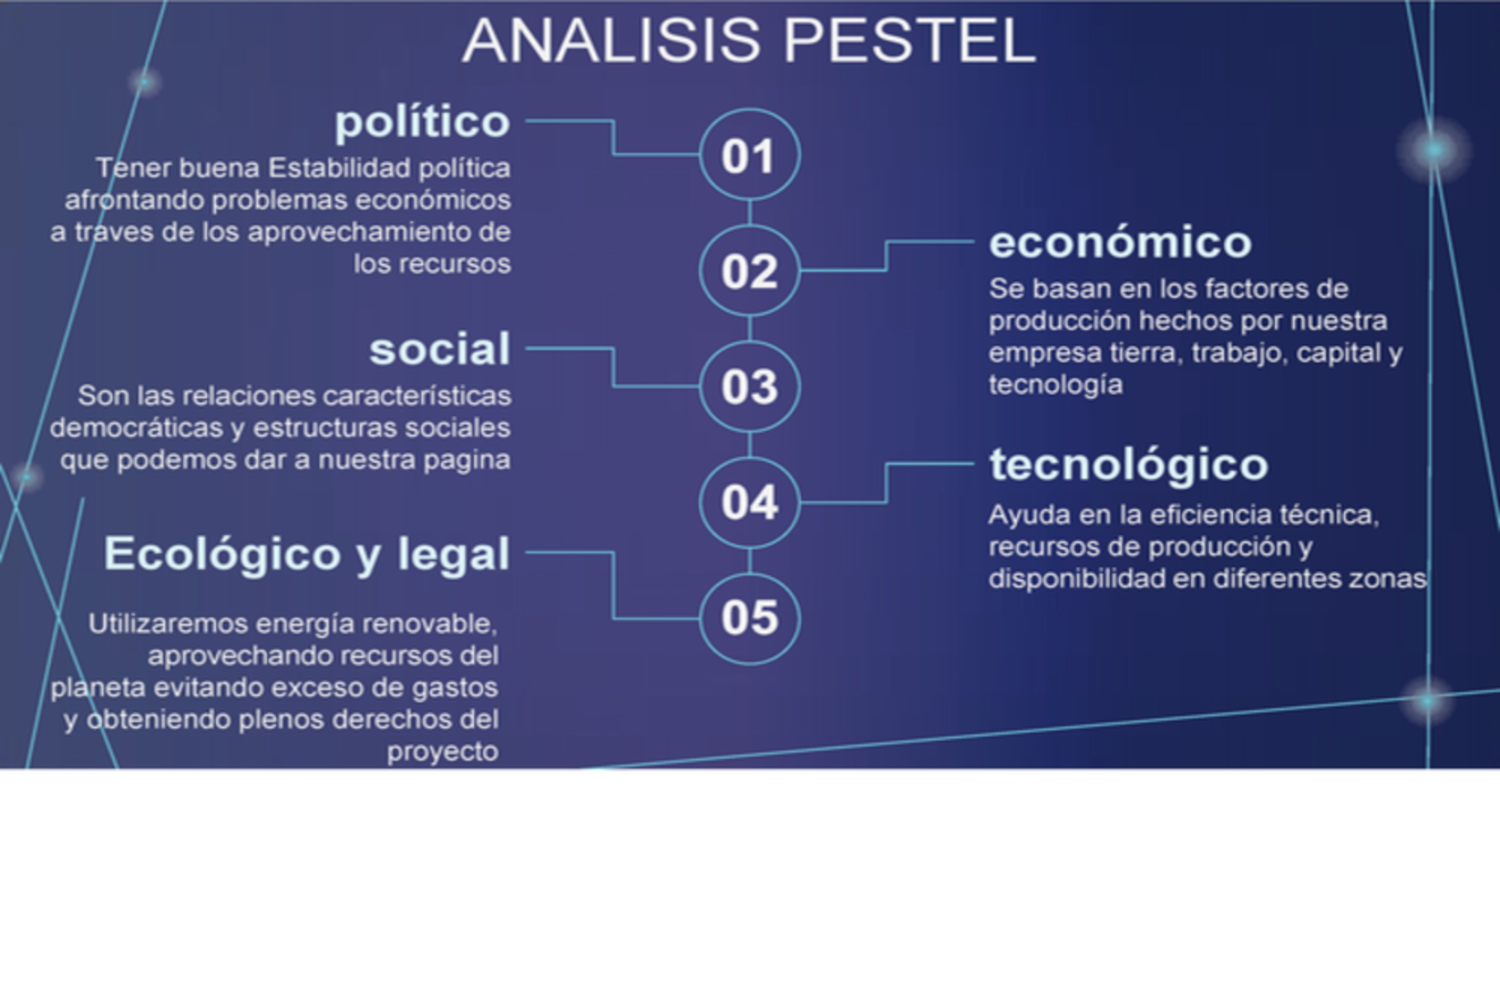 ANALISIS PESTEL
político
Tener buena Estabilidad política
afrontando problemas económicos
a traves de los aprovechamiento de
los recursos
01
02
económico
Se basan en los factores de
producción hechos por nuestra
empresa tierra, trabajo, capital y
tecnología
social
Son las relaciones características
democráticas y estructuras sociales
que podemos dar a nuestra pagina
03
04
tecnológico
Ayuda en la eficiencia técnica,
recursos de producción y
disponibilidad en diferentes zonas
Ecológico y legal
Utilizaremos energía renovable,
aprovechando recursos del
planeta evitando exceso de gastos
y obteniendo plenos derechos del
proyecto
05